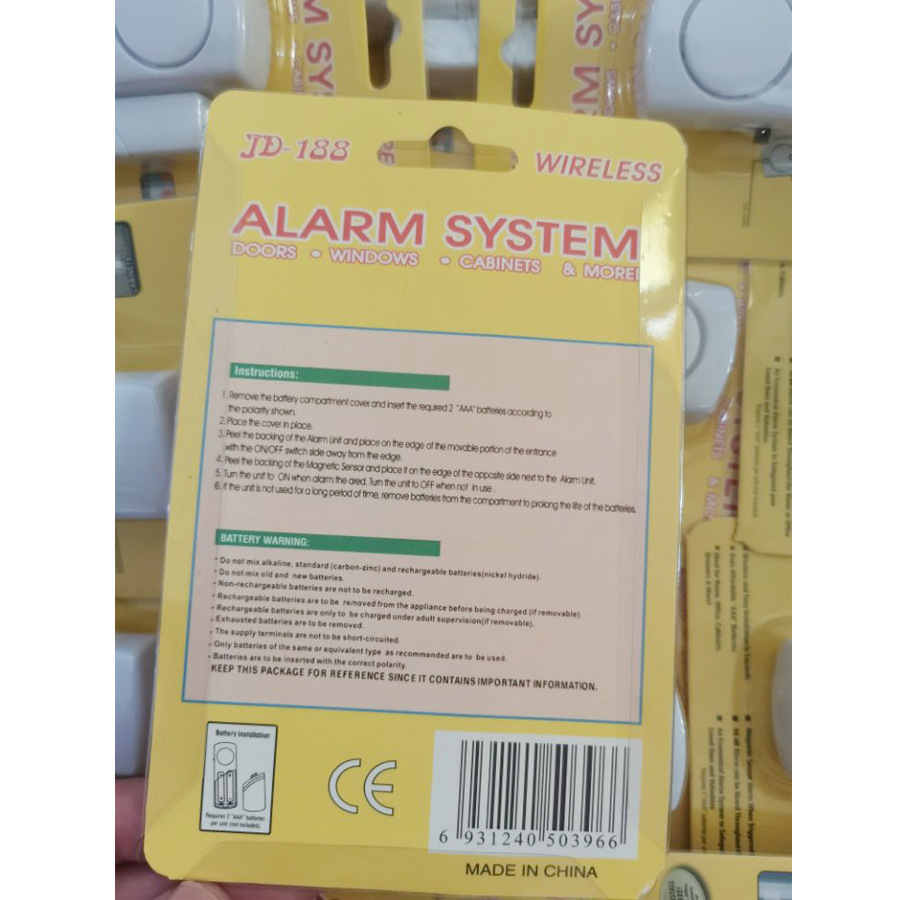 JD-188
WIRELESS
ALARM SYSTEM
DOORS • WINDOWS • CABINETS & MORE!
Instructions:
1. Remove the battery compartment cover and insert the required 2 "AAA" batteries according to
the polarity shown.
2. Place the cover in place.
3. Peel the backing of the Alarm Unit and place on the edge of the movable portion of the entrance
with the ON/OFF switch side away from the edge.
4. Peel the backing of the Magnetic Sensor and place it on the edge of the opposite side next to the Alarm Unit.
5. Turn the unit to ON when alarm the ared. Turn the unit to OFF when not in use .
6. If the unit is not used for a long period of time, remove batteries from the compartment to prolong the life of the batteries.
BATTERY WARNING:
• Do not mix alkaline, standard (carbon-zinc) and rechargeable batteries(nickel hydride).
• Do not mix old and new batteries.
• Non-rechargeable batteries are not to be recharged.
• Rechargeable batteries are to be removed from the appliance before being charged (if removable).
• Rechargeable batteries are only to be charged under adult supervision(if removable).
• Exhausted batteries are to be removed.
• The supply terminals are not to be short-circuited.
• Only batteries of the same or equivalent type as recommended are to be used.
• Batteries are to be inserted with the correct polarity.
KEEP THIS PACKAGE FOR REFERENCE SINCE IT CONTAINS IMPORTANT INFORMATION.
Battery Installation
Requires 2 "AAA" batteries
per unit (not included)
CE
6 931240 503966
MADE IN CHINA